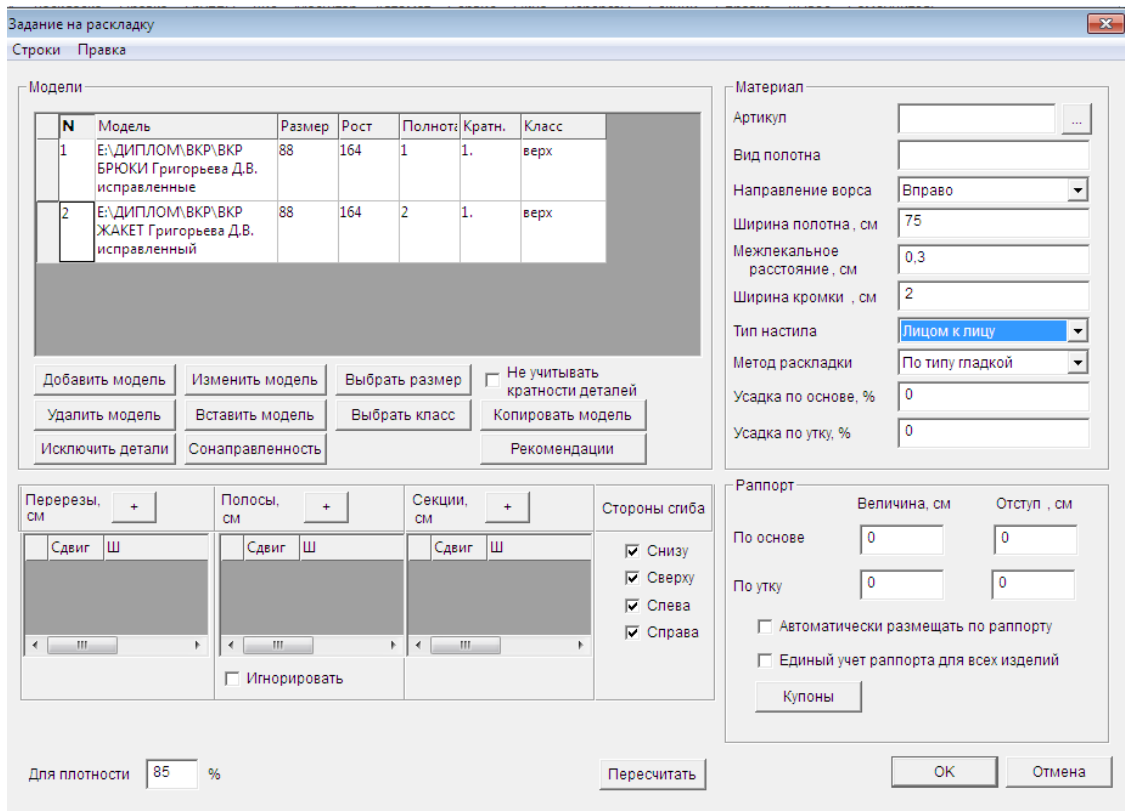 Задание на раскладку
Строки Правка
Модели
N Модель Размер Рост Полнота Кратн. Класс
1 E:\ДИПЛОМ\ВКР\ВКР 88 164 1 1. верх
БРЮКИ Григорьева Д.В.
исправленные
2 E:\ДИПЛОМ\ВКР\ВКР 88 164 2 1. верх
ЖАКЕТ Григорьева Д.В.
исправленный
Добавить модель Изменить модель Выбрать размер Не учитывать
кратности деталей
Удалить модель Вставить модель Выбрать класс Копировать модель
Исключить детали Сонаправленность Рекомендации
Материал
Артикул ...
Вид полотна
Направление ворса Вправо
Ширина полотна , см 75
Межлекальное
расстояние , см 0,3
Ширина кромки , см 2
Тип настила Лицом к лицу
Метод раскладки По типу гладкой
Усадка по основе, % 0
Усадка по утку, % 0
Перерезы, + Полосы, + Секции, + Стороны сгиба
см см см
Сдвиг Ш Сдвиг Ш Сдвиг Ш
Снизу
Сверху
Слева
Справа
Игнорировать
Раппорт
Величина, см Отступ , см
По основе 0 0
По утку 0 0
Автоматически размещать по раппорту
Единый учет раппорта для всех изделий
Купоны
Для плотности 85 % Пересчитать OK Отмена